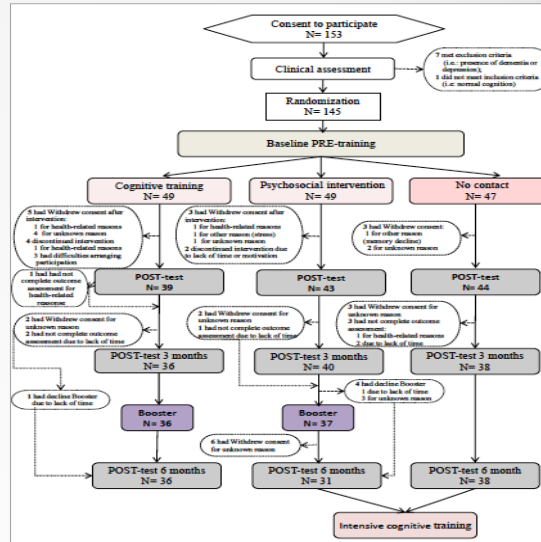 Consent to participate
N= 153
7 met exclusion criteria
(i.e.: presence of dementia or
depression);
1 did not meet inclusion criteria
(i.e: normal cognition)
Clinical assessment
Randomization
N= 145
Baseline PRE-training
Cognitive training
N= 49
Psychosocial intervention
N= 49
No contact
N= 47
5 had Withdrew consent after
intervention:
1 for health-related reasons
4 for unknown reason
4 discontinued intervention
1 for health-related reasons
3 had difficulties arranging
participation
3 had Withdrew consent after
intervention:
1 for health-related reasons
1 for other reason (stress)
1 for unknown reason
2 discontinued intervention due
to lack of time or motivation
3 had Withdrew consent:
1 for other reason
(memory decline)
2 for unknown reason
1 had had not
complete outcome
assessment for
health-related
POST-test
N= 39
POST-test
N= 43
POST-test
N= 44
2 had Withdrew consent for
unknown reason
2 had not complete outcome
assessment due to lack of time
2 had Withdrew consent for
unknown reason
1 had not complete outcome
assessment due to lack of time
3 had Withdrew consent for
unknown reason
3 had not complete outcome
assessment:
1 for health-related reasons
2 due to lack of time
POST-test 3 months
N= 36
POST-test 3 months
N= 40
POST-test 3 months
N= 38
1 had decline Booster
due to lack of time
4 had decline Booster
1 due to lack of time
3 for unknown reason
Booster
N= 36
Booster
N= 37
6 had Withdrew consent
for unknown reason
POST-test 6 months
N= 36
POST-test 6 months
N= 31
POST-test 6 month
N= 38
Intensive cognitive training